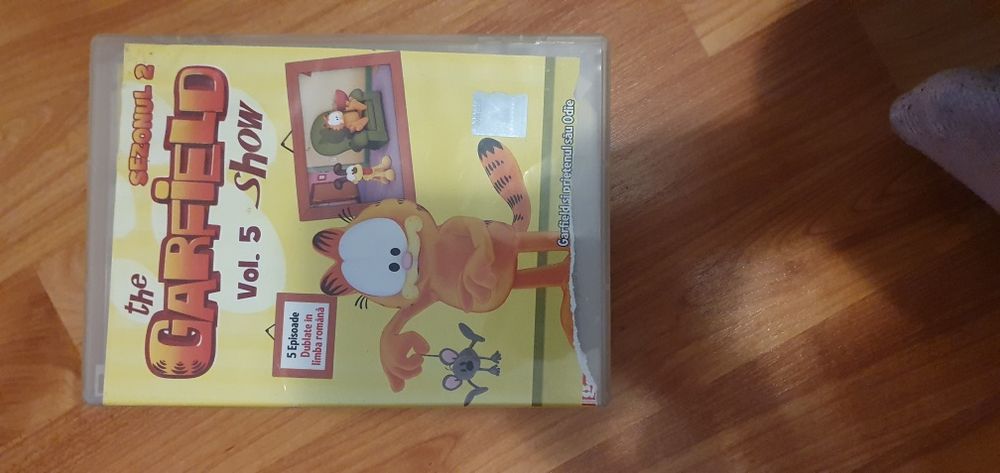 SEZONUL 2
the
GARFIELD
Vol. 5 Show
5 Episoade
Dublate în
limba română
Garfield și prietenul său Odie